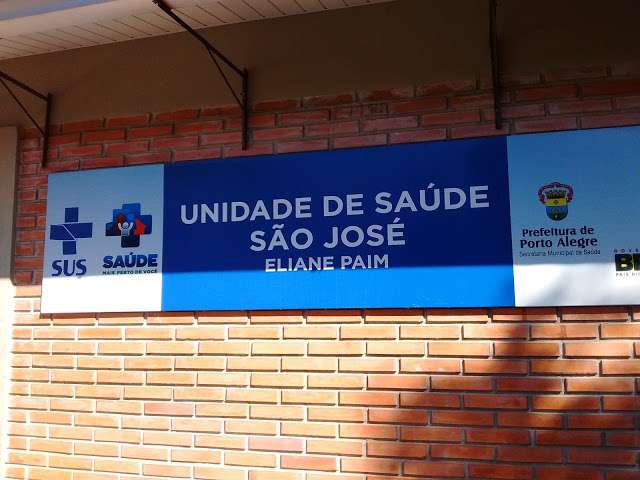 SUS
SAÚDE
MAIS PERTO DE VOCÊ
UNIDADE DE SAÚDE
SÃO JOSÉ
ELIANE PAIM
Prefeitura de
Porto Alegre
Secretaria Municipal de Saúde